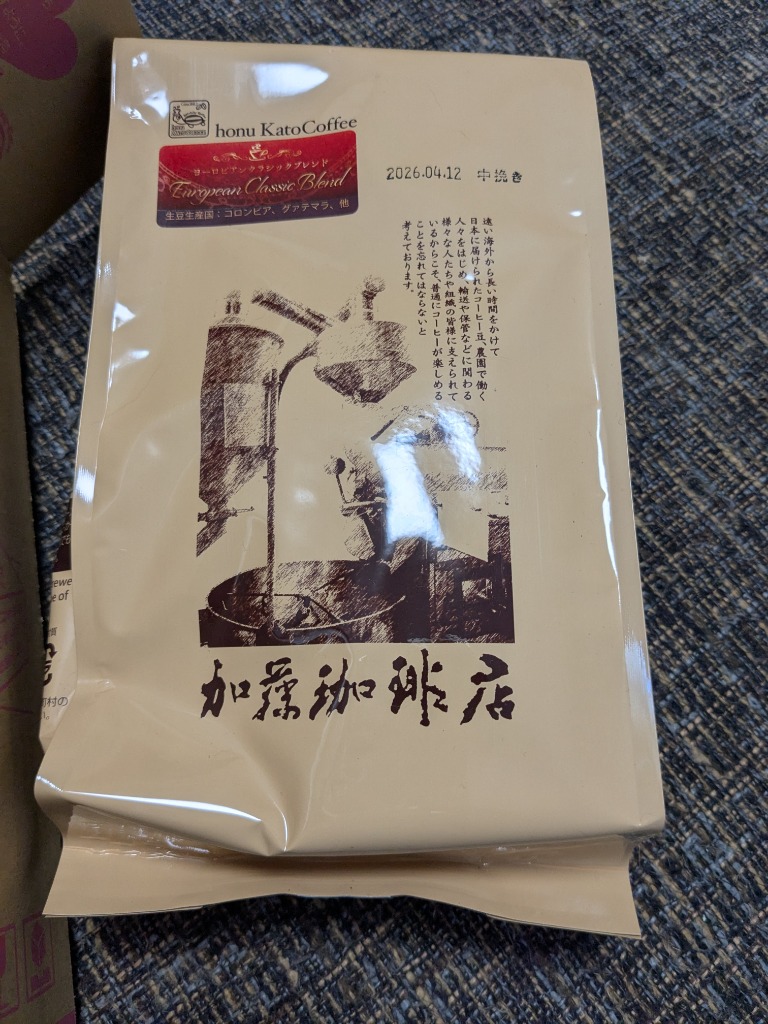 honu KatoCoffee
ヨーロピアンクラシックブレンド
European Classic Blend
生豆生産国：コロンビア、グァテマラ、他
2026.04.12 中挽き
遠い海外から長い時間をかけて
日本に届けられたコーヒー豆、農園で働く
人々をはじめ、輸送や保管などに関わる
様々な人たちや組織の皆様に支えられて
いるからこそ、普通にコーヒーが楽しめる
ことを忘れてはならないと
考えております。
加藤珈琲店